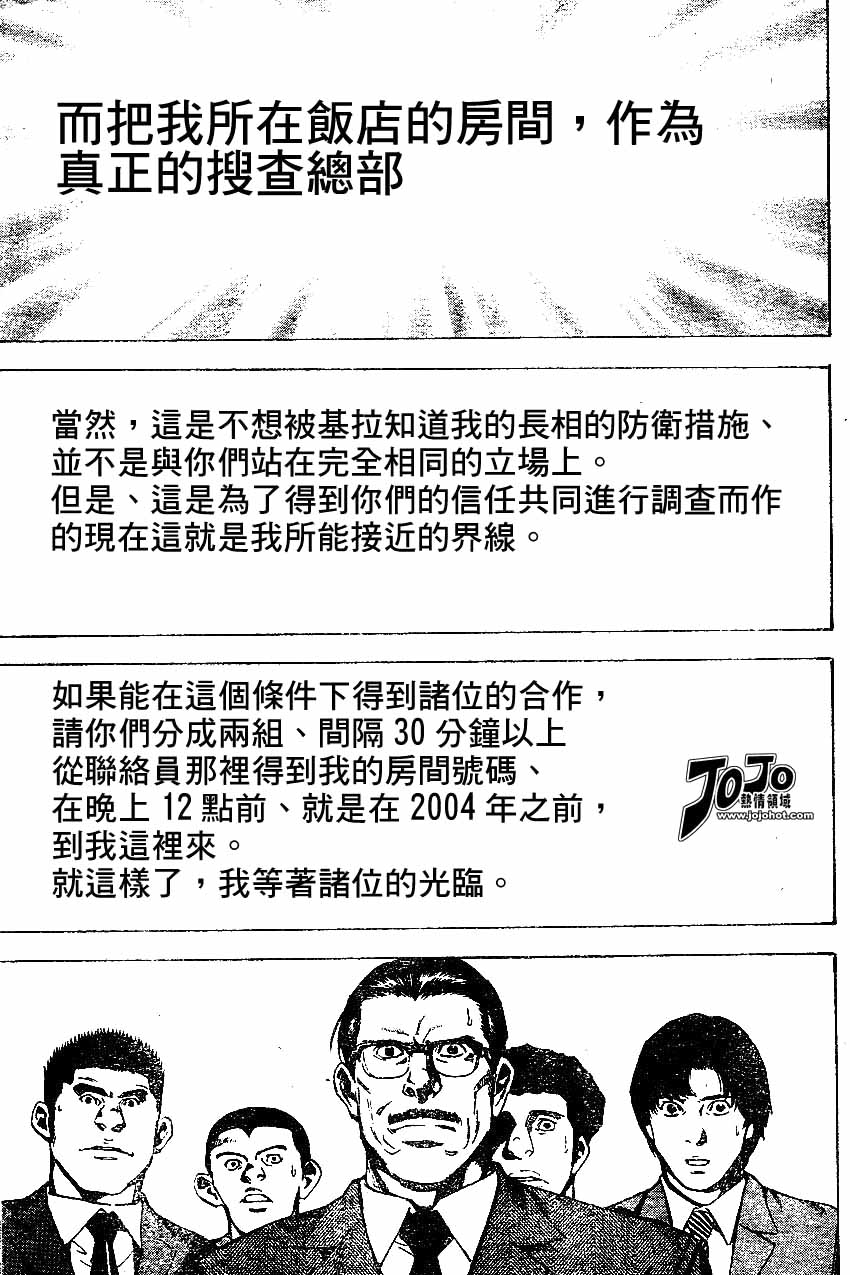 而把我所在飯店的房間，作為
真正的搜查總部
當然，這是不想被基拉知道我的長相的防衛措施、
並不是與你們站在完全相同的立場上。
但是、這是為了得到你們的信任共同進行調查而作
的現在這就是我所能接近的界線。
如果能在這個條件下得到諸位的合作，
請你們分成兩組、間隔30分鐘以上
從聯絡員那裡得到我的房間號碼、
在晚上12點前、就是在2004年之前，
到我這裡來。
就這樣了，我等著諸位的光臨。
JOJO
熱情領域
www.jojohot.com